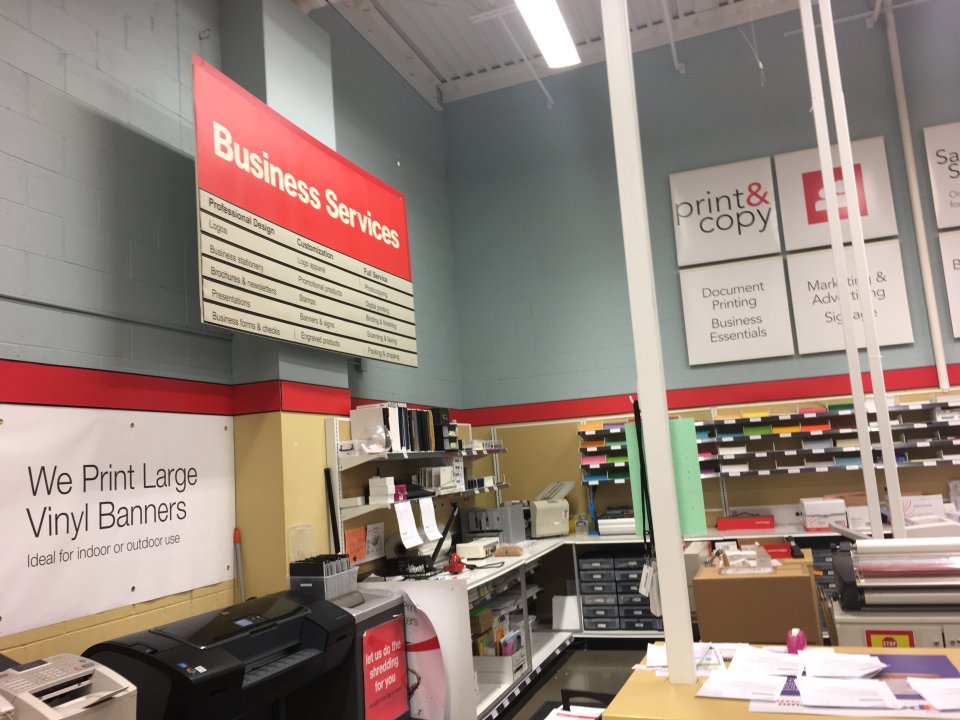 Business Services
Professional Design
Logos
Business stationery
Brochures & newsletters
Presentations
Business forms & checks
Customization
Logo apparel
Promotional products
Stamps
Banners & signs
Engraved products
Full Service
Photocopying
Digital printing
Binding & finishing
Scanning & faxing
Packing & shipping
print&
copy
Document
Printing
Business
Essentials
Marketing &
Advertising
Signage
Sa
S
We Print Large
Vinyl Banners
Ideal for indoor or outdoor use
let us do the
shredding
for you
STOP